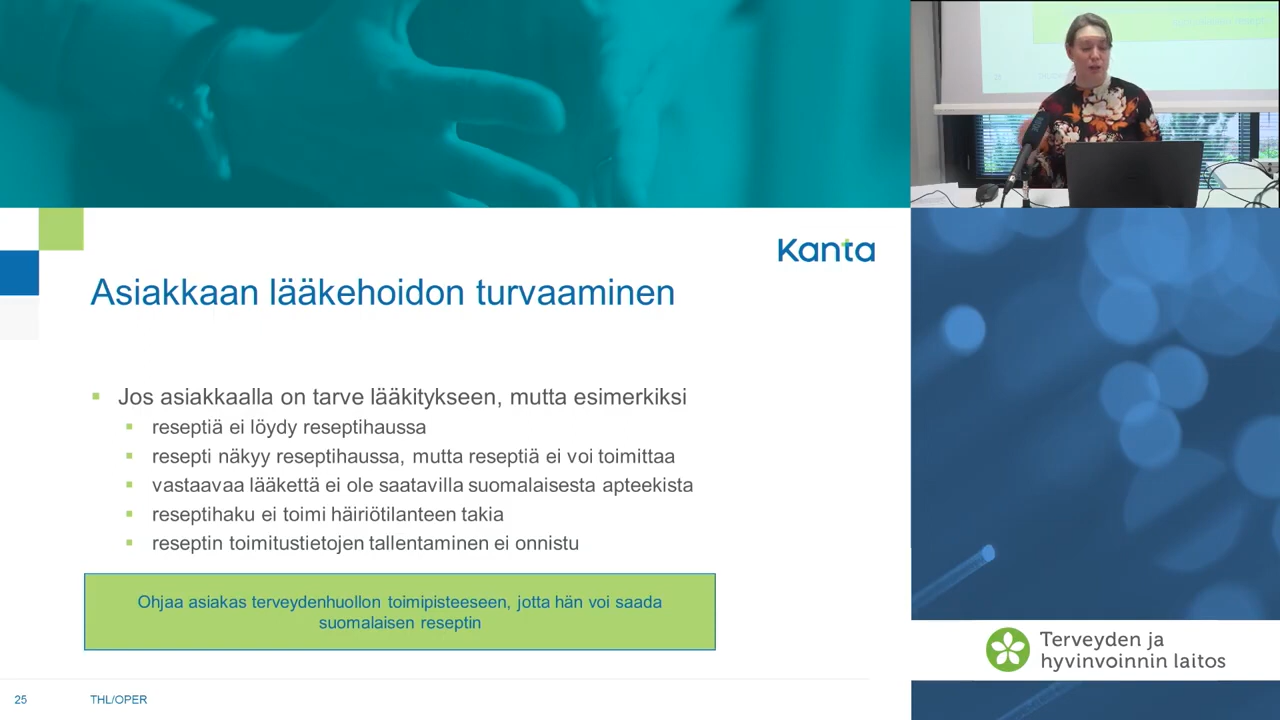 Kanta
Asiakkaan lääkehoidon turvaaminen
Jos asiakkaalla on tarve lääkitykseen, mutta esimerkiksi
reseptiä ei löydy reseptihaussa
resepti näkyy reseptihaussa, mutta reseptiä ei voi toimittaa
vastaavaa lääkettä ei ole saatavilla suomalaisesta apteekista
reseptihaku ei toimi häiriötilanteen takia
reseptin toimitustietojen tallentaminen ei onnistu
Ohjaa asiakas terveydenhuollon toimipisteeseen, jotta hän voi saada
suomalaisen reseptin
25
THL/OPER
Terveyden ja
hyvinvoinnin laitos